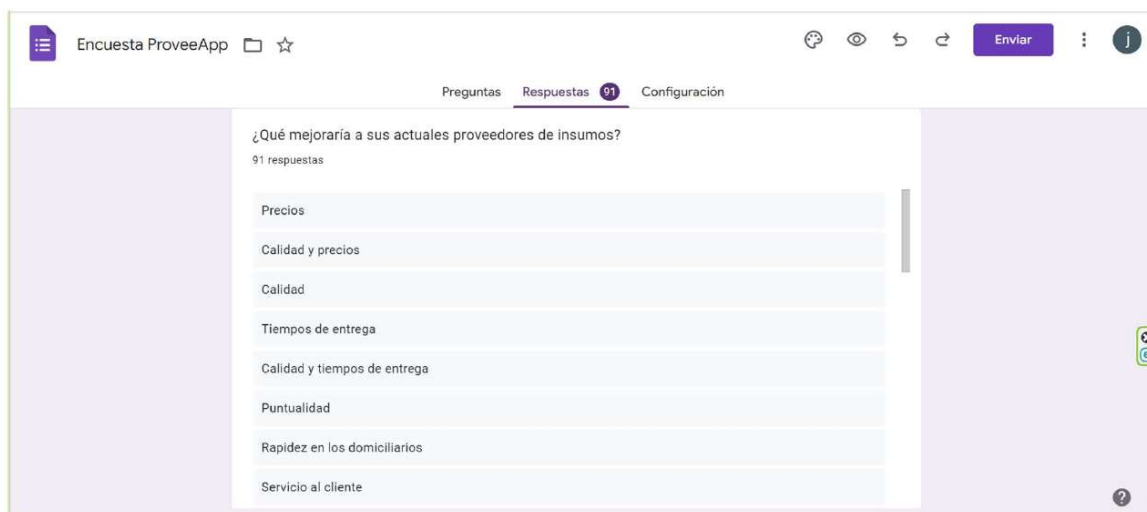 Encuesta ProveeApp
Enviar
j
Preguntas Respuestas 91 Configuración
¿Qué mejoraría a sus actuales proveedores de insumos?
91 respuestas
Precios
Calidad y precios
Calidad
Tiempos de entrega
Calidad y tiempos de entrega
Puntualidad
Rapidez en los domiciliarios
Servicio al cliente